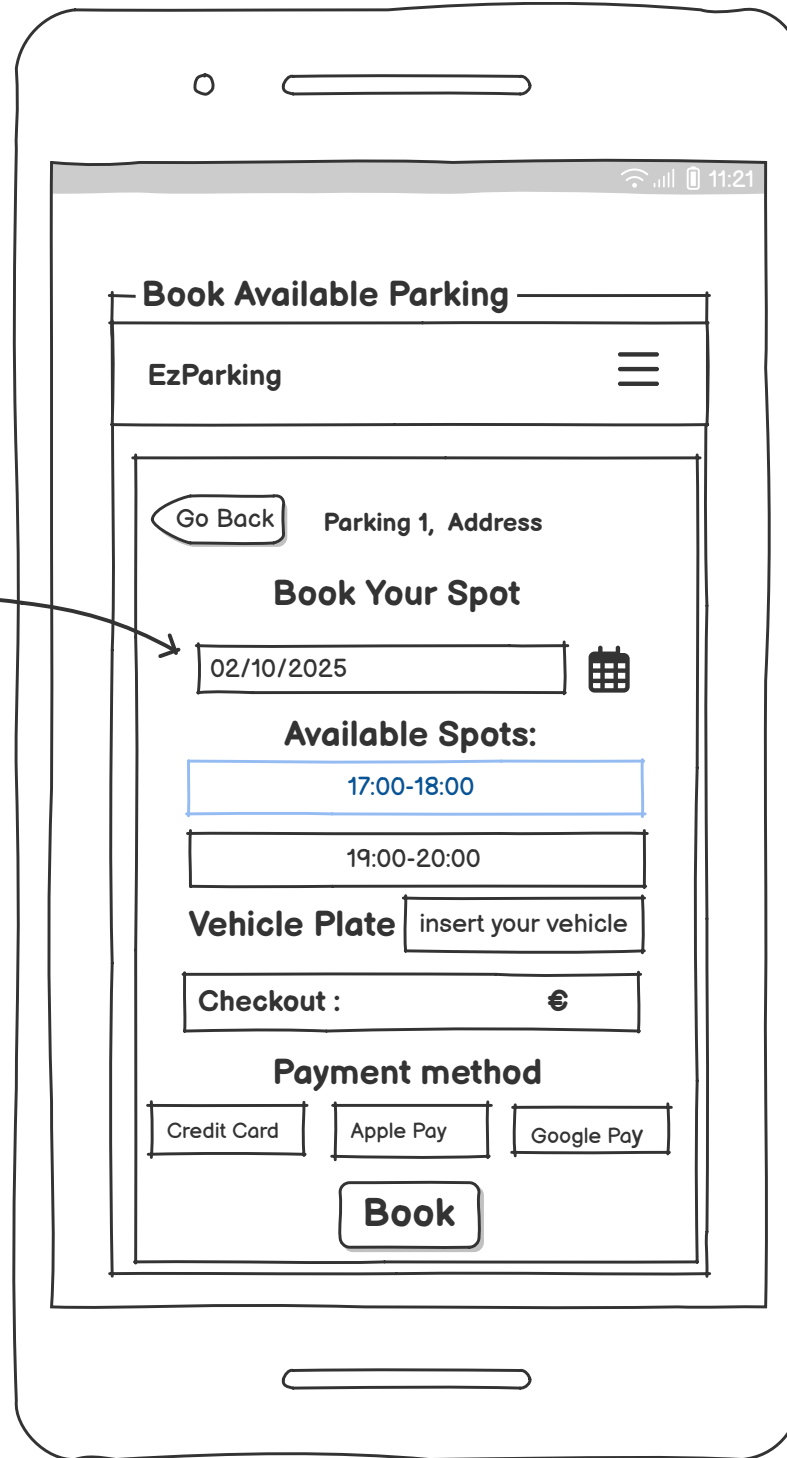 11:21
Book Available Parking
EzParking
Go Back Parking 1, Address
Book Your Spot
02/10/2025
Available Spots:
17:00-18:00
19:00-20:00
Vehicle Plate insert your vehicle
Checkout : €
Payment method
Credit Card Apple Pay Google Pay
Book